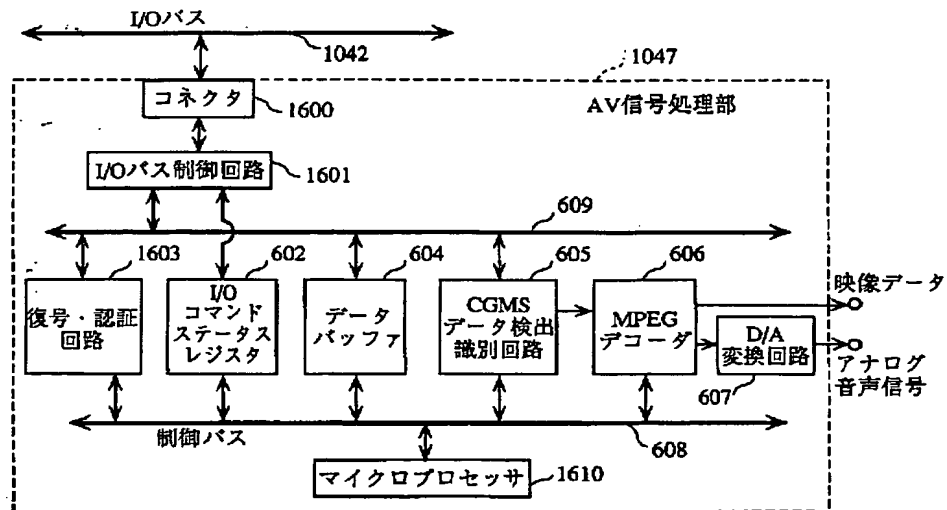 I/Oバス
1042
1047
コネクタ
1600
AV信号処理部
I/Oバス制御回路
1601
609
1603
602
604
605
606
復号・認証
回路
I/O
コマンド
ステータス
レジスタ
データ
バッファ
CGMS
データ検出
識別回路
MPEG
デコーダ
D/A
変換回路
607
映像データ
アナログ
音声信号
制御バス
608
マイクロプロセッサ
1610